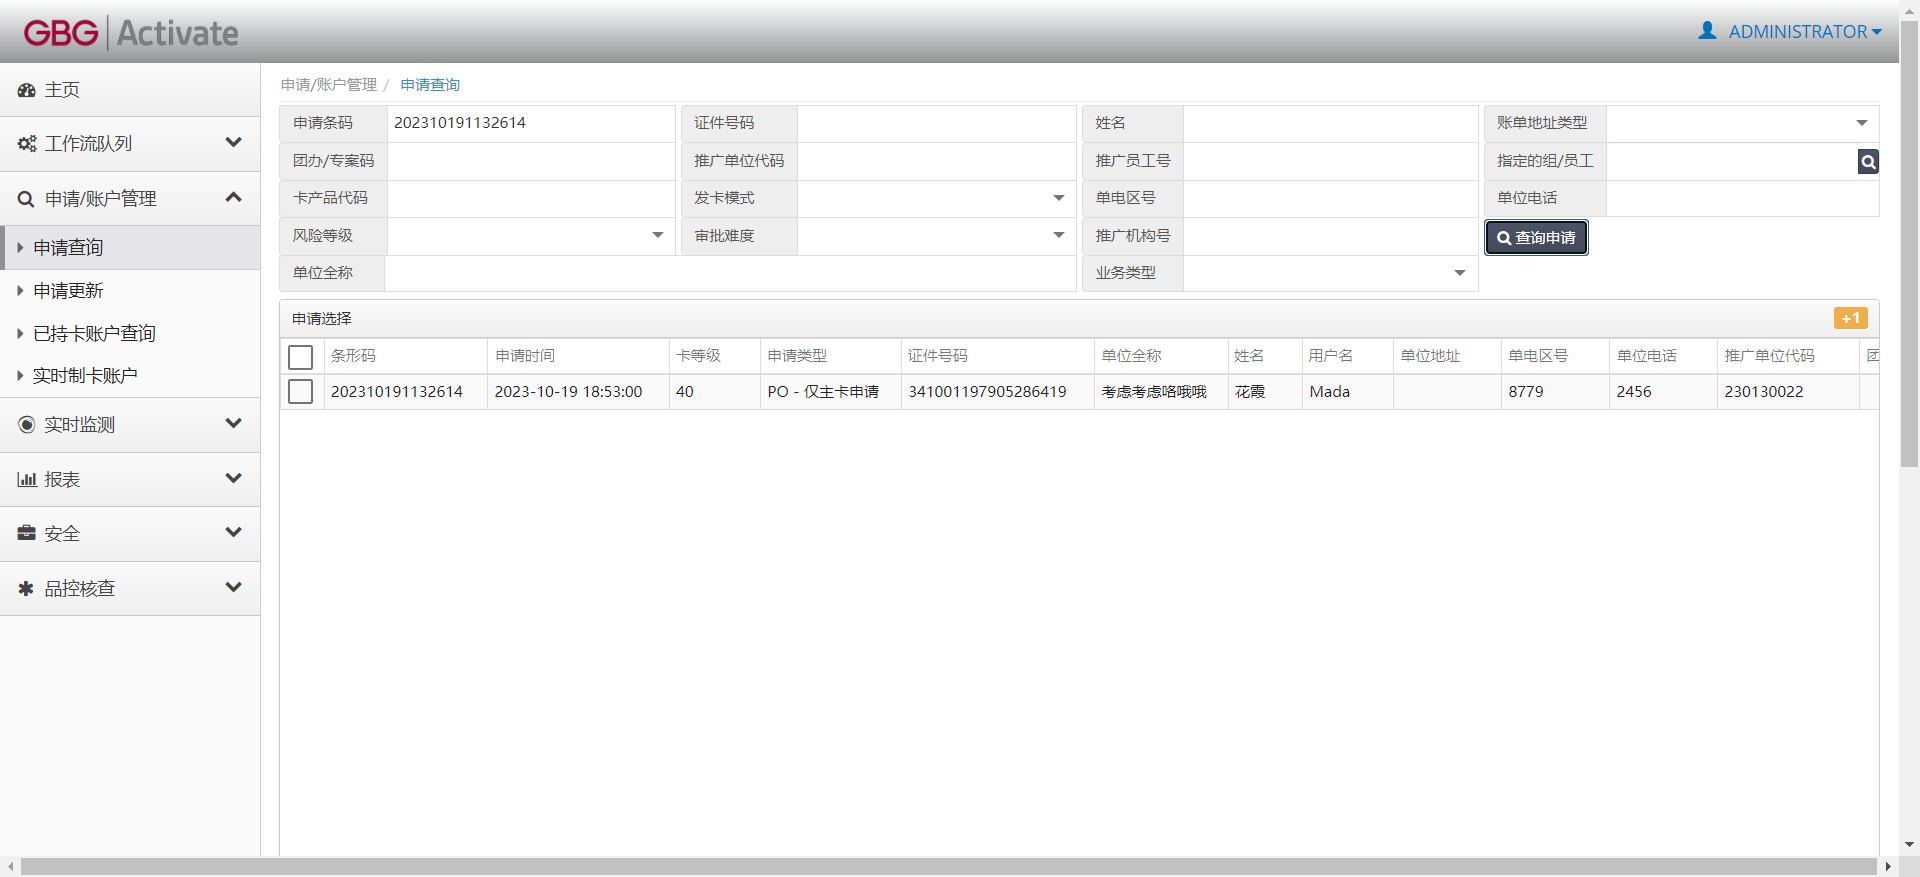 GBG Activate
ADMINISTRATOR
主页
工作流队列
申请/账户管理
申请查询
申请更新
已持卡账户查询
实时制卡账户
实时监测
报表
安全
品控核查
申请/账户管理 / 申请查询
申请条码 202310191132614 证件号码 姓名 账单地址类型
团办/专案码 推广单位代码 推广员工号 指定的组/员工
卡产品代码 发卡模式 单电区号 单位电话
风险等级 审批难度 推广机构号 查询申请
单位全称 业务类型
申请选择 +1
条形码 申请时间 卡等级 申请类型 证件号码 单位全称 姓名 用户名 单位地址 单电区号 单位电话 推广单位代码
202310191132614 2023-10-19 18:53:00 40 PO - 仅主卡申请 341001197905286419 考虑考虑咯哦哦 花霞 Mada 8779 2456 230130022